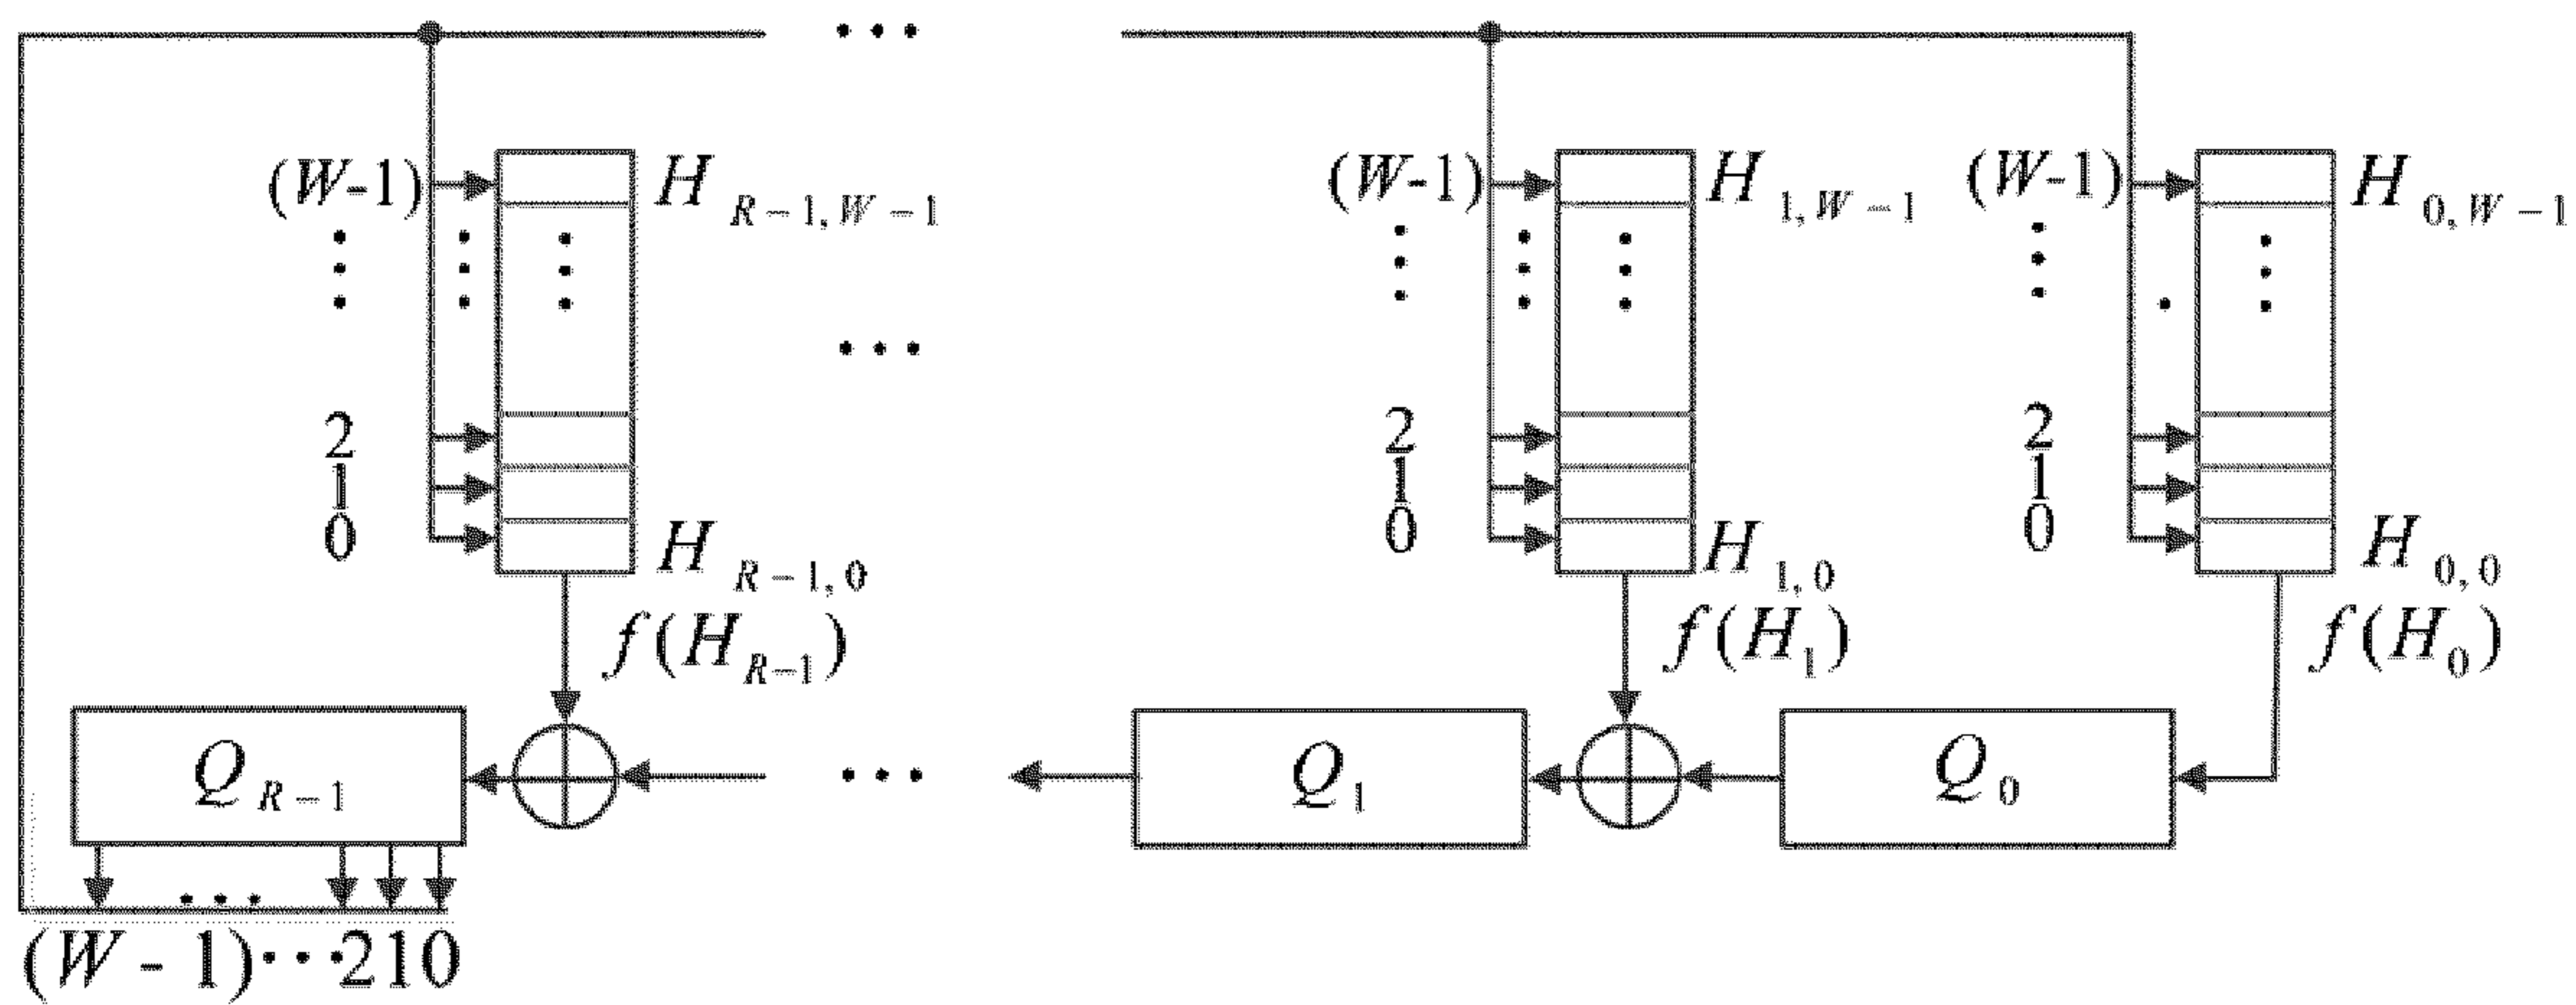 ...
(W-1) H R-1,W-1 (W-1) H 1,W-1 (W-1) H 0,W-1
...
2 2 2
1 1 1
0 H R-1,0 0 H 1,0 0 H 0,0
f(H R-1) f(H 1) f(H 0)
Q R-1 ... Q 1 Q 0
...
(W-1)...210